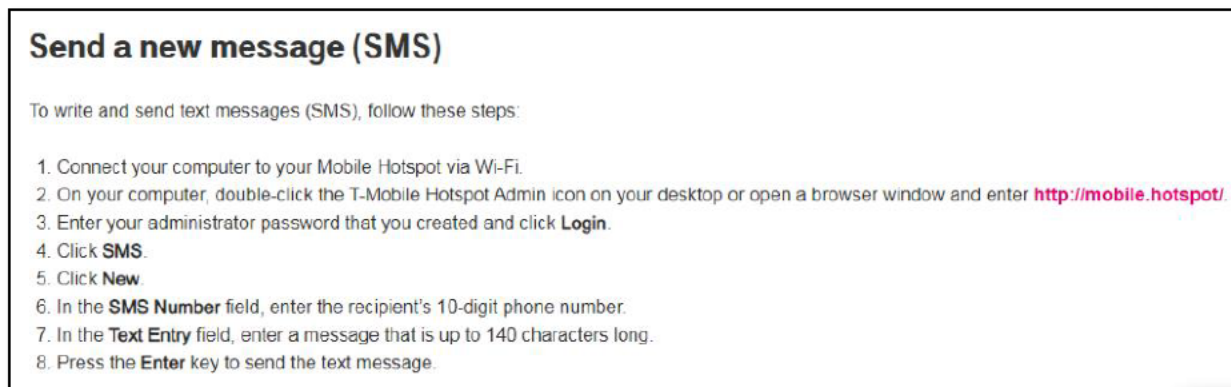 Send a new message (SMS)
To write and send text messages (SMS), follow these steps:
1. Connect your computer to your Mobile Hotspot via Wi-Fi.
2. On your computer, double-click the T-Mobile Hotspot Admin icon on your desktop or open a browser window and enter http://mobile.hotspot/.
3. Enter your administrator password that you created and click Login.
4. Click SMS.
5. Click New.
6. In the SMS Number field, enter the recipient's 10-digit phone number.
7. In the Text Entry field, enter a message that is up to 140 characters long.
8. Press the Enter key to send the text message.